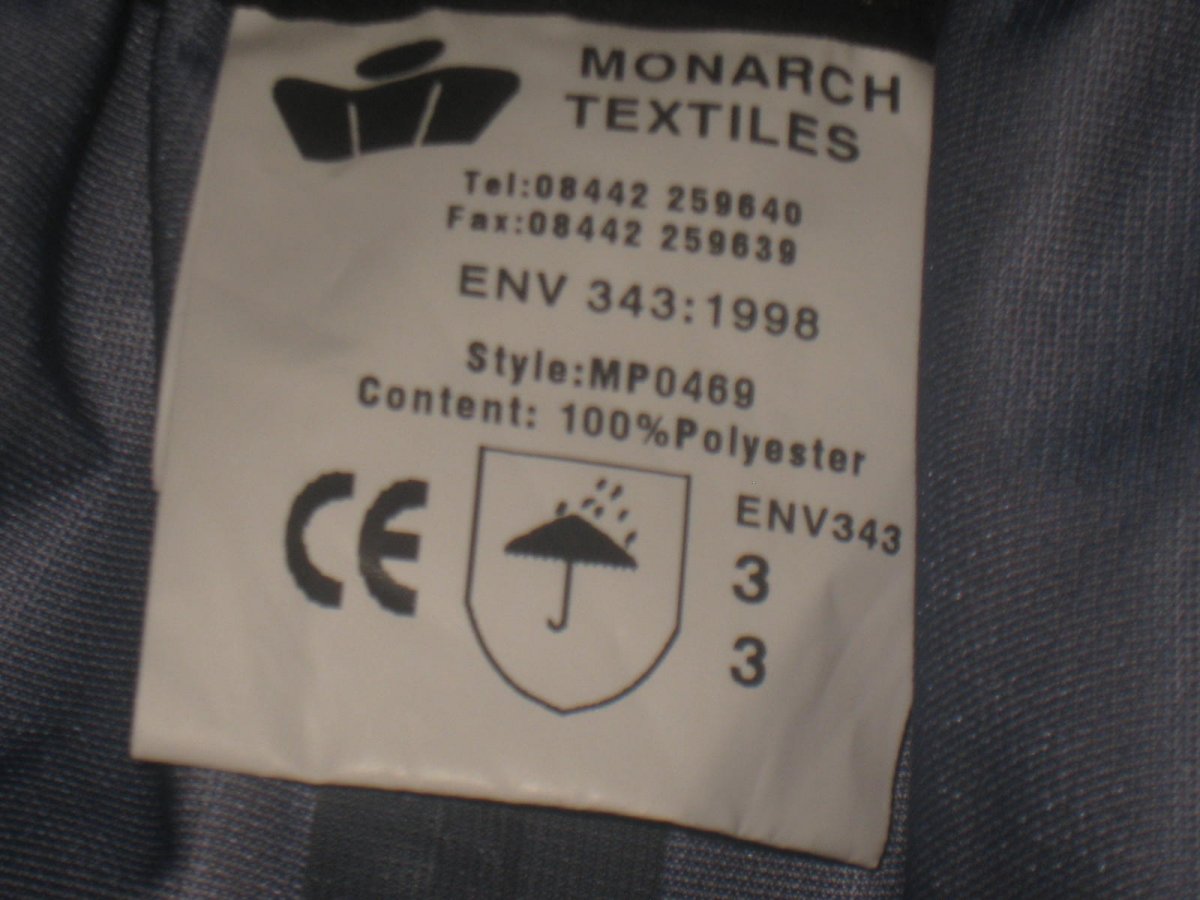 MONARCH
TEXTILES
Tel:08442 259640
Fax:08442 259639
ENV 343:1998
Style:MP0469
Content: 100%Polyester
CE
ENV343
3
3